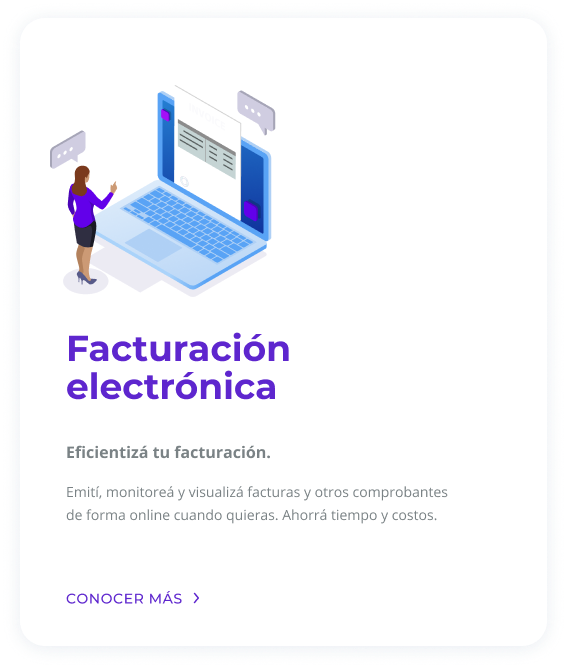 Facturación
electrónica
Eficientizá tu facturación.
Emití, monitoreá y visualizá facturas y otros comprobantes
de forma online cuando quieras. Ahorrá tiempo y costos.
CONOCER MÁS